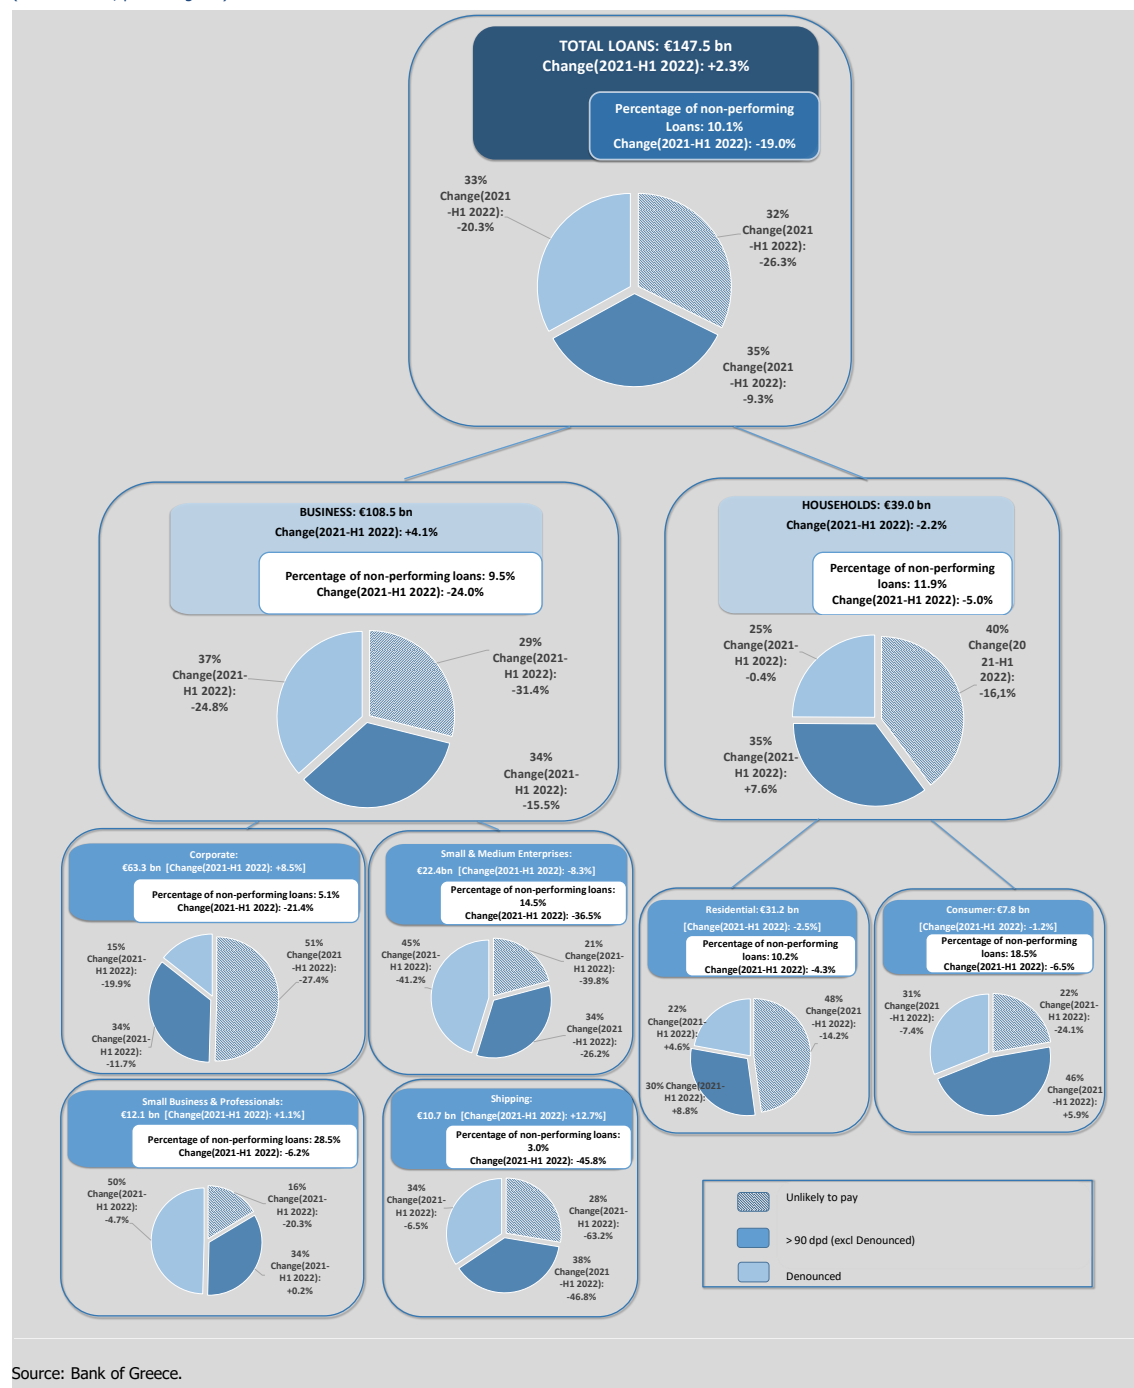 TOTAL LOANS: €147.5 bn
Change(2021-H1 2022): +2.3%
Percentage of non-performing
Loans: 10.1%
Change(2021-H1 2022): -19.0%
33%
Change(2021
-H1 2022):
-20.3%
32%
Change(2021
-H1 2022):
-26.3%
35%
Change(2021
-H1 2022):
-9.3%
BUSINESS: €108.5 bn
Change(2021-H1 2022): +4.1%
Percentage of non-performing loans: 9.5%
Change(2021-H1 2022): -24.0%
37%
Change(2021-
H1 2022):
-24.8%
29%
Change(2021-
H1 2022):
-31.4%
34%
Change(2021-
H1 2022):
-15.5%
HOUSEHOLDS: €39.0 bn
Change(2021-H1 2022): -2.2%
Percentage of non-performing
loans: 11.9%
Change(2021-H1 2022): -5.0%
25%
Change(2021-
H1 2022):
-0.4%
40%
Change(20
21-H1
2022):
-16,1%
35%
Change(2021-
H1 2022):
+7.6%
Corporate:
€63.3 bn [Change(2021-H1 2022): +8.5%]
Percentage of non-performing loans: 5.1%
Change(2021-H1 2022): -21.4%
15%
Change(2021-
H1 2022):
-19.9%
51%
Change(2021
-H1 2022):
-27.4%
34%
Change(2021-
H1 2022):
-11.7%
Small & Medium Enterprises:
€22.4bn [Change(2021-H1 2022): -8.3%]
Percentage of non-performing loans:
14.5%
Change(2021-H1 2022): -36.5%
45%
Change(2021-
H1 2022):
-41.2%
21%
Change(2021
-H1 2022):
-39.8%
34%
Change(2021
-H1 2022):
-26.2%
Residential: €31.2 bn
[Change(2021-H1 2022): -2.5%]
Percentage of non-performing
loans: 10.2%
Change(2021-H1 2022): -4.3%
22%
Change(2021-
H1 2022):
+4.6%
48%
Change(2021
-H1 2022):
-14.2%
30% Change(2021-
H1 2022):
+8.8%
Consumer: €7.8 bn
[Change(2021-H1 2022): -1.2%]
Percentage of non-performing
loans: 18.5%
Change(2021-H1 2022): -6.5%
31%
Change(2021
-H1 2022):
-7.4%
22%
Change(2021-
H1 2022):
-24.1%
46%
Change(2021
-H1 2022):
+5.9%
Small Business & Professionals:
€12.1 bn [Change(2021-H1 2022): +1.1%]
Percentage of non-performing loans: 28.5%
Change(2021-H1 2022): -6.2%
50%
Change(2021-
H1 2022):
-4.7%
16%
Change(2021-
H1 2022):
-20.3%
34%
Change(2021-
H1 2022):
+0.2%
Shipping:
€10.7 bn [Change(2021-H1 2022): +12.7%]
Percentage of non-performing loans:
3.0%
Change(2021-H1 2022): -45.8%
34%
Change(2021-
H1 2022):
-6.5%
28%
Change(2021-
H1 2022):
-63.2%
38%
Change(2021
-H1 2022):
-46.8%
Unlikely to pay
> 90 dpd (excl Denounced)
Denounced
Source: Bank of Greece.